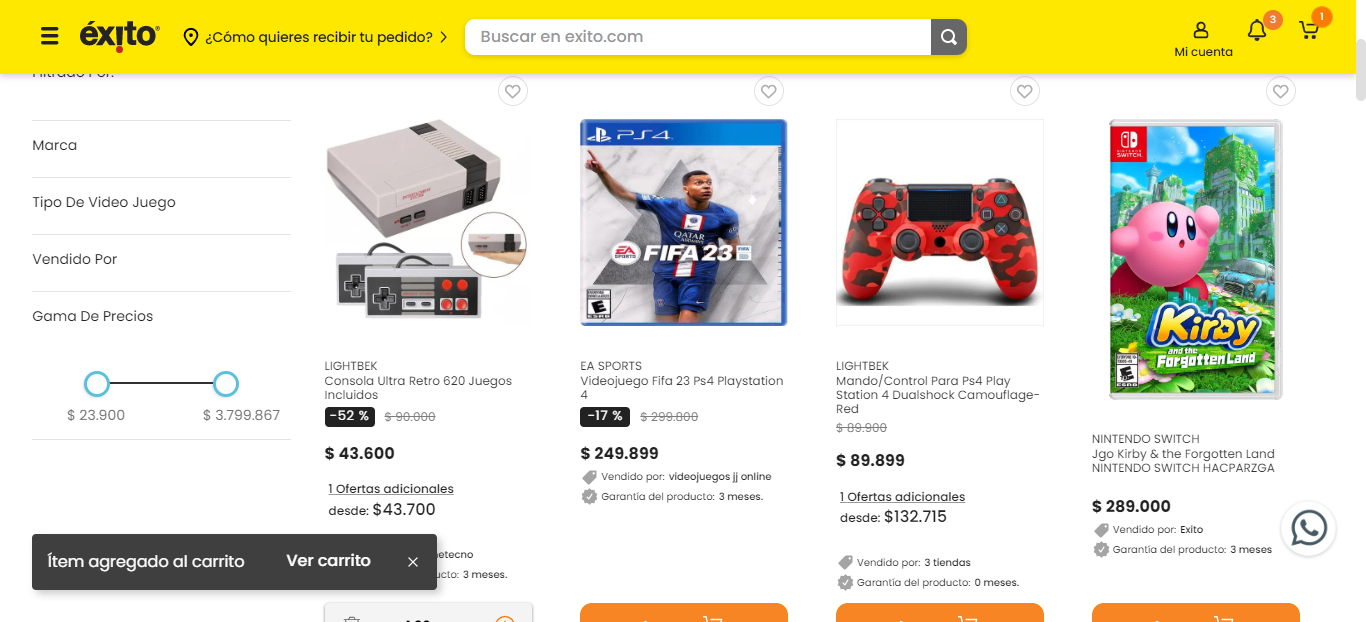 éxito
¿Cómo quieres recibir tu pedido?
Buscar en exito.com
Mi cuenta
3
1
Filtrado Por:
Marca
Tipo De Video Juego
Vendido Por
Gama De Precios
$ 23.900
$ 3.799.867
LIGHTBEK
Consola Ultra Retro 620 Juegos
Incluidos
-52 % $ 90.000
$ 43.600
1 Ofertas adicionales
desde: $43.700
3 meses.
PS4
QATAR
AIRWAYS
EA
SPORTS
FIFA 23
EVERYONE
E
ESRB
EA SPORTS
Videojuego Fifa 23 Ps4 Playstation
4
-17 % $ 299.800
$ 249.899
Vendido por: videojuegos jj online
Garantía del producto: 3 meses.
LIGHTBEK
Mando/Control Para Ps4 Play
Station 4 Dualshock Camouflage-
Red
$ 89.900
$ 89.899
1 Ofertas adicionales
desde: $132.715
Vendido por: 3 tiendas
Garantía del producto: 0 meses.
NINTENDO
SWITCH
Kirby
and the
Forgotten Land
E
ESRB
NINTENDO SWITCH
Jgo Kirby & the Forgotten Land
NINTENDO SWITCH HACPARZGA
$ 289.000
Vendido por: Exito
Garantía del producto: 3 meses
Ítem agregado al carrito
Ver carrito